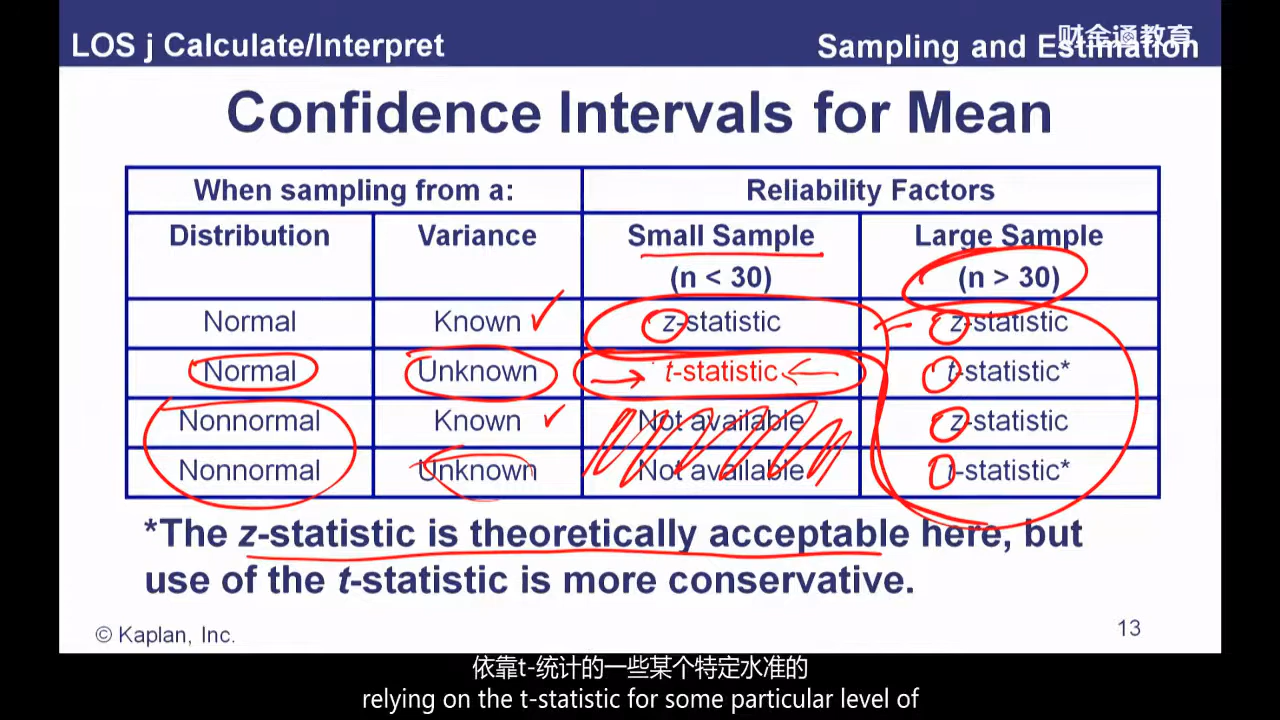 LOS j Calculate/Interpret
Sampling and Estimation
财金通教育
Confidence Intervals for Mean
When sampling from a: Reliability Factors
Distribution Variance Small Sample (n < 30) Large Sample (n > 30)
Normal Known z-statistic z-statistic
Normal Unknown t-statistic t-statistic*
Nonnormal Known Not available z-statistic
Nonnormal Unknown Not available t-statistic*
*The z-statistic is theoretically acceptable here, but
use of the t-statistic is more conservative.
© Kaplan, Inc.
13
依靠t-统计的一些某个特定水准的
relying on the t-statistic for some particular level of